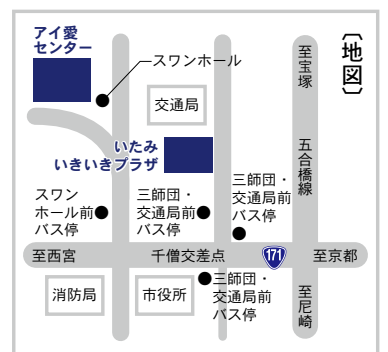 〔地図〕
アイ愛
センター
スワンホール
交通局
至宝塚
いたみ
いきいきプラザ
五合橋線
スワン
ホール前
バス停
三師団・
交通局前
バス停
三師団・
交通局前
バス停
至西宮
千僧交差点
171
至京都
消防局
市役所
三師団・
交通局前
バス停
至尼崎